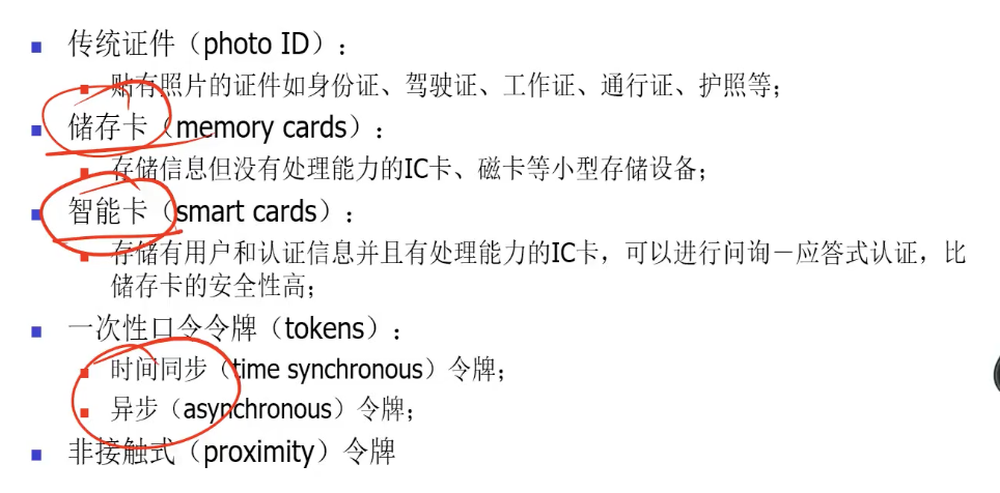 传统证件（photo ID）：
贴有照片的证件如身份证、驾驶证、工作证、通行证、护照等；
储存卡（memory cards）：
存储信息但没有处理能力的IC卡、磁卡等小型存储设备；
智能卡（smart cards）：
存储有用户和认证信息并且有处理能力的IC卡，可以进行问询－应答式认证，比
储存卡的安全性高；
一次性口令令牌（tokens）：
时间同步（time synchronous）令牌；
异步（asynchronous）令牌；
非接触式（proximity）令牌